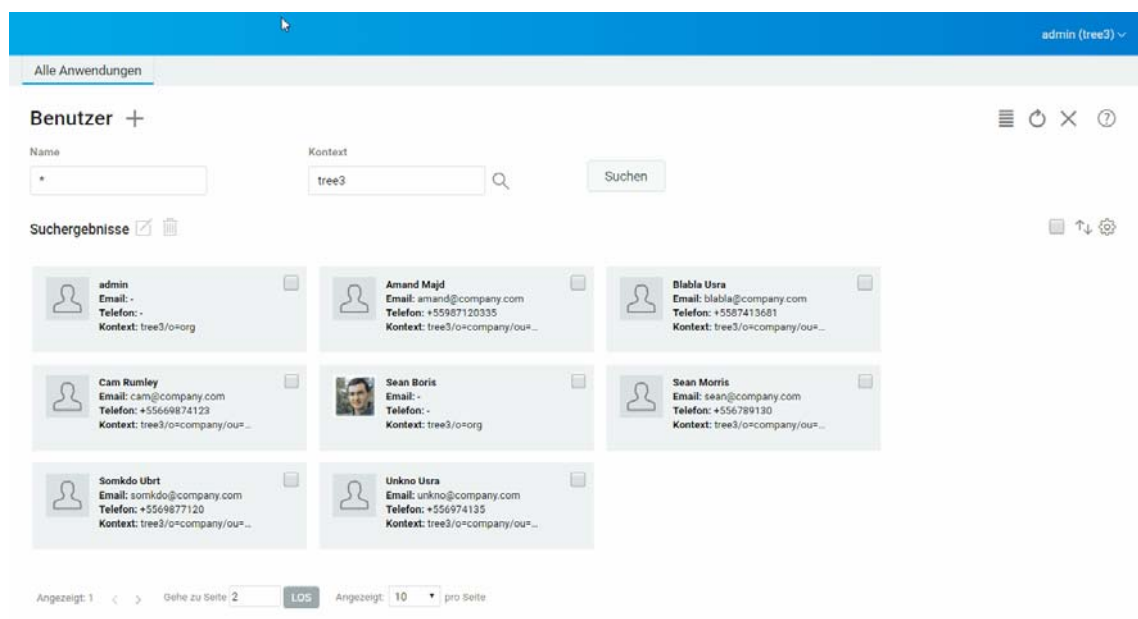 admin (tree3)
Alle Anwendungen
Benutzer
Name
Kontext
*
tree3
Suchen
Suchergebnisse
admin
Email: -
Telefon: -
Kontext: tree3/o=org
Amand Majd
Email: amand@company.com
Telefon: +55987120335
Kontext: tree3/o=company/ou=...
Blabla Usra
Email: blabla@company.com
Telefon: +5587413681
Kontext: tree3/o=company/ou=...
Cam Rumley
Email: cam@company.com
Telefon: +55669874123
Kontext: tree3/o=company/ou=...
Sean Boris
Email: -
Telefon: -
Kontext: tree3/o=org
Sean Morris
Email: sean@company.com
Telefon: +556789130
Kontext: tree3/o=company/ou=...
Somkdo Ubrt
Email: somkdo@company.com
Telefon: +5569877120
Kontext: tree3/o=company/ou=...
Unkno Usra
Email: unkno@company.com
Telefon: +556974135
Kontext: tree3/o=company/ou=...
Angezeigt: 1 < > Gehe zu Seite 2 LOS Angezeigt: 10 pro Seite